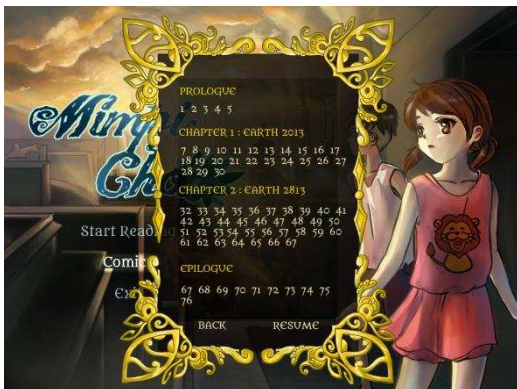 PROLOGUE
1 2 3 4 5
CHAPTER 1 : EARTH 2013
7 8 9 10 11 12 13 14 15 16 17
18 19 20 21 22 23 24 25 26 27
28 29 30
CHAPTER 2 : EARTH 2813
32 33 34 35 36 37 38 39 40 41
42 43 44 45 46 47 48 49 50
51 52 53 54 55 56 57 58 59 60
61 62 63 64 65 66 67
EPILOGUE
67 68 69 70 71 72 73 74 75
76
BACK RESUME
Start Reading
Comic